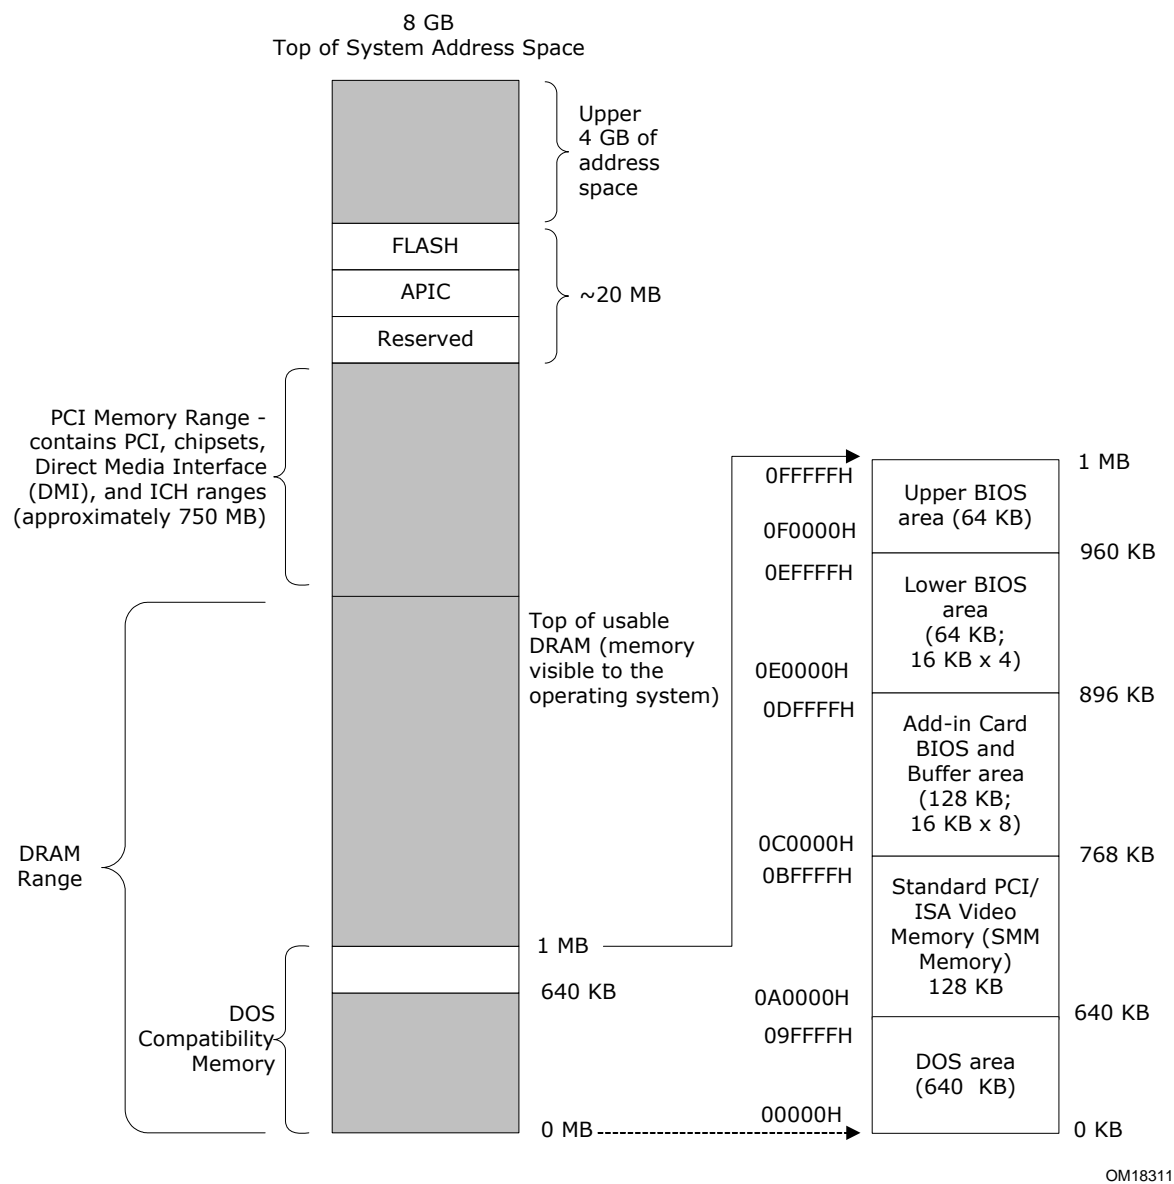 8 GB
Top of System Address Space
Upper
4 GB of
address
space
FLASH
APIC
~20 MB
Reserved
PCI Memory Range -
contains PCI, chipsets,
Direct Media Interface
(DMI), and ICH ranges
(approximately 750 MB)
Top of usable
DRAM (memory
visible to the
operating system)
DRAM
Range
1 MB
640 KB
DOS
Compatibility
Memory
0 MB
0FFFFFH
0F0000H
0EFFFFH
0E0000H
0DFFFFH
0C0000H
0BFFFFH
0A0000H
09FFFFH
00000H
Upper BIOS
area (64 KB)
Lower BIOS
area
(64 KB;
16 KB x 4)
Add-in Card
BIOS and
Buffer area
(128 KB;
16 KB x 8)
Standard PCI/
ISA Video
Memory (SMM
Memory)
128 KB
DOS area
(640 KB)
1 MB
960 KB
896 KB
768 KB
640 KB
0 KB
OM18311